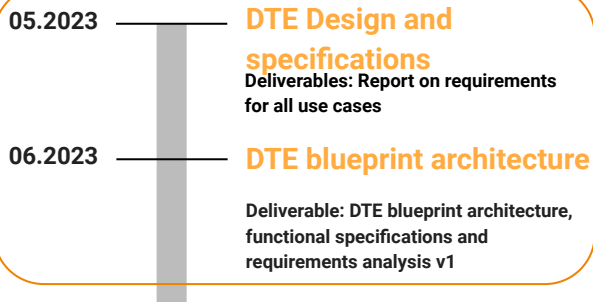 05.2023
DTE Design and
specifications
Deliverables: Report on requirements
for all use cases
06.2023
DTE blueprint architecture
Deliverable: DTE blueprint architecture,
functional specifications and
requirements analysis v1